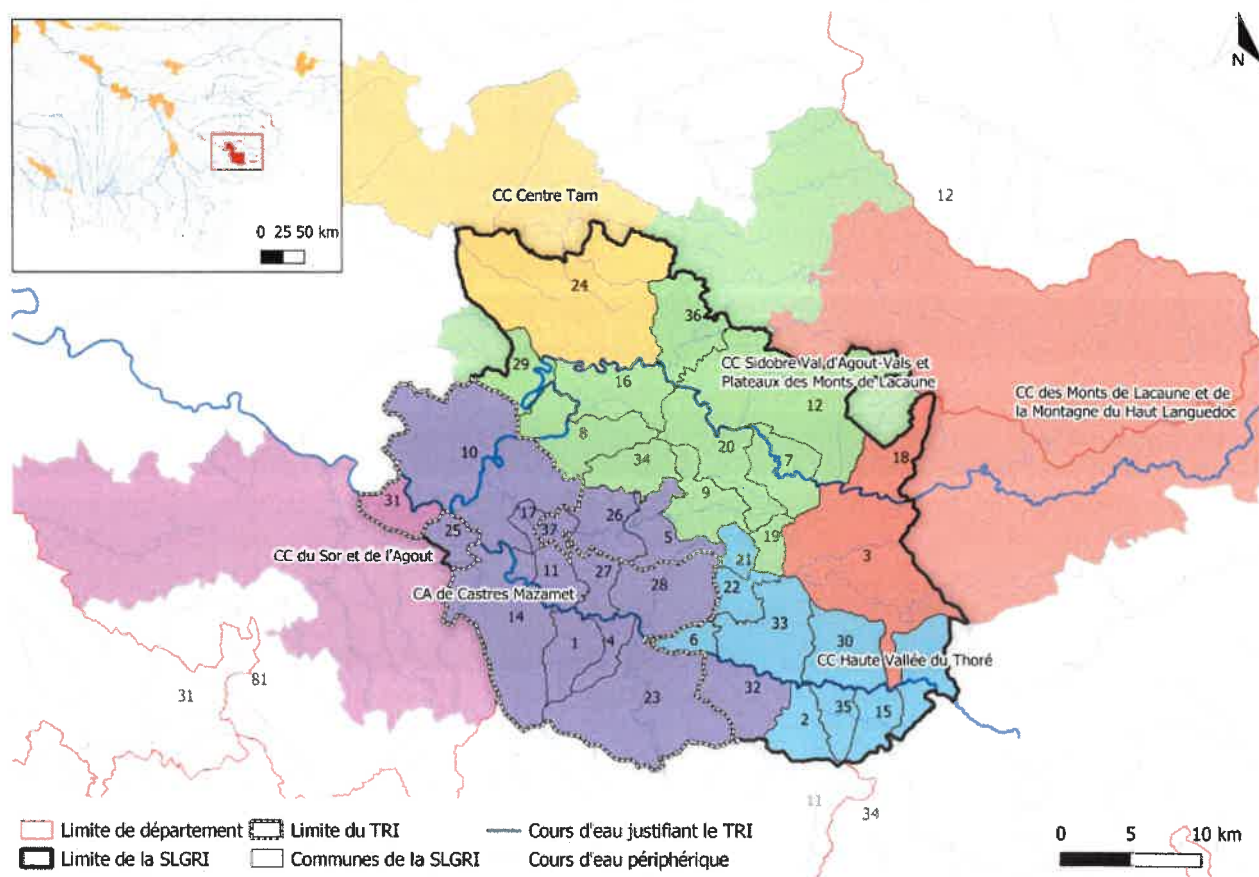 N
0 25 50 km
CC Centre Tarn
12
24
36
29
16
CC Sidobre Val d'Agout-Vals et
Plateaux des Monts de Lacaune
12
CC des Monts de Lacaune et de
la Montagne du Haut Languedoc
8
20
10
34
7
18
9
31
17
26
25
37
5
19
CC du Sor et de l'Agout
3
21
11
27
28
22
CA de Castres Mazamet
14
1
4
6
33
30
CC Haute Vallée du Thoré
31
81
23
32
2
35
15
11
34
Limite de département
Limite du TRI
Cours d'eau justifiant le TRI
0 5 10 km
Limite de la SLGRI
Communes de la SLGRI
Cours d'eau périphérique